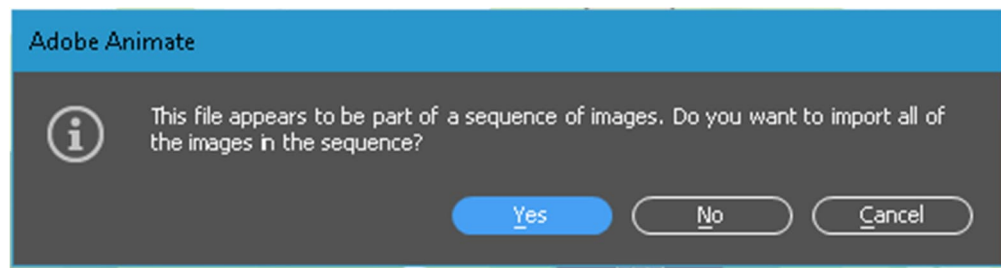 Adobe Animate
This file appears to be part of a sequence of images. Do you want to import all of
the images in the sequence?
Yes
No
Cancel